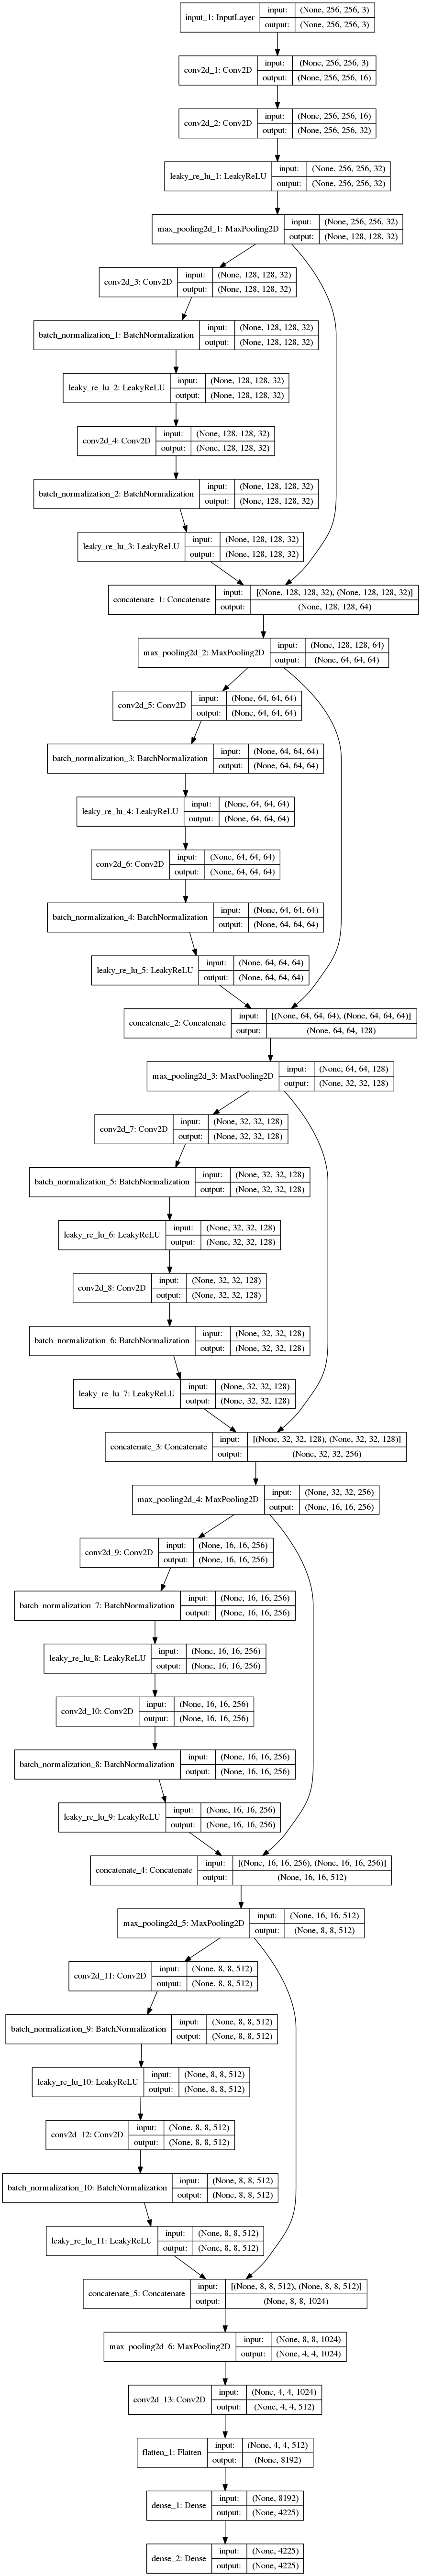 input_1: InputLayer input: (None, 256, 256, 3)
output: (None, 256, 256, 3)
conv2d_1: Conv2D input: (None, 256, 256, 3)
output: (None, 256, 256, 16)
conv2d_2: Conv2D input: (None, 256, 256, 16)
output: (None, 256, 256, 32)
leaky_re_lu_1: LeakyReLU input: (None, 256, 256, 32)
output: (None, 256, 256, 32)
max_pooling2d_1: MaxPooling2D input: (None, 256, 256, 32)
output: (None, 128, 128, 32)
conv2d_3: Conv2D input: (None, 128, 128, 32)
output: (None, 128, 128, 32)
batch_normalization_1: BatchNormalization input: (None, 128, 128, 32)
output: (None, 128, 128, 32)
leaky_re_lu_2: LeakyReLU input: (None, 128, 128, 32)
output: (None, 128, 128, 32)
conv2d_4: Conv2D input: (None, 128, 128, 32)
output: (None, 128, 128, 32)
batch_normalization_2: BatchNormalization input: (None, 128, 128, 32)
output: (None, 128, 128, 32)
leaky_re_lu_3: LeakyReLU input: (None, 128, 128, 32)
output: (None, 128, 128, 32)
concatenate_1: Concatenate input: [(None, 128, 128, 32), (None, 128, 128, 32)]
output: (None, 128, 128, 64)
max_pooling2d_2: MaxPooling2D input: (None, 128, 128, 64)
output: (None, 64, 64, 64)
conv2d_5: Conv2D input: (None, 64, 64, 64)
output: (None, 64, 64, 64)
batch_normalization_3: BatchNormalization input: (None, 64, 64, 64)
output: (None, 64, 64, 64)
leaky_re_lu_4: LeakyReLU input: (None, 64, 64, 64)
output: (None, 64, 64, 64)
conv2d_6: Conv2D input: (None, 64, 64, 64)
output: (None, 64, 64, 64)
batch_normalization_4: BatchNormalization input: (None, 64, 64, 64)
output: (None, 64, 64, 64)
leaky_re_lu_5: LeakyReLU input: (None, 64, 64, 64)
output: (None, 64, 64, 64)
concatenate_2: Concatenate input: [(None, 64, 64, 64), (None, 64, 64, 64)]
output: (None, 64, 64, 128)
max_pooling2d_3: MaxPooling2D input: (None, 64, 64, 128)
output: (None, 32, 32, 128)
conv2d_7: Conv2D input: (None, 32, 32, 128)
output: (None, 32, 32, 128)
batch_normalization_5: BatchNormalization input: (None, 32, 32, 128)
output: (None, 32, 32, 128)
leaky_re_lu_6: LeakyReLU input: (None, 32, 32, 128)
output: (None, 32, 32, 128)
conv2d_8: Conv2D input: (None, 32, 32, 128)
output: (None, 32, 32, 128)
batch_normalization_6: BatchNormalization input: (None, 32, 32, 128)
output: (None, 32, 32, 128)
leaky_re_lu_7: LeakyReLU input: (None, 32, 32, 128)
output: (None, 32, 32, 128)
concatenate_3: Concatenate input: [(None, 32, 32, 128), (None, 32, 32, 128)]
output: (None, 32, 32, 256)
max_pooling2d_4: MaxPooling2D input: (None, 32, 32, 256)
output: (None, 16, 16, 256)
conv2d_9: Conv2D input: (None, 16, 16, 256)
output: (None, 16, 16, 256)
batch_normalization_7: BatchNormalization input: (None, 16, 16, 256)
output: (None, 16, 16, 256)
leaky_re_lu_8: LeakyReLU input: (None, 16, 16, 256)
output: (None, 16, 16, 256)
conv2d_10: Conv2D input: (None, 16, 16, 256)
output: (None, 16, 16, 256)
batch_normalization_8: BatchNormalization input: (None, 16, 16, 256)
output: (None, 16, 16, 256)
leaky_re_lu_9: LeakyReLU input: (None, 16, 16, 256)
output: (None, 16, 16, 256)
concatenate_4: Concatenate input: [(None, 16, 16, 256), (None, 16, 16, 256)]
output: (None, 16, 16, 512)
max_pooling2d_5: MaxPooling2D input: (None, 16, 16, 512)
output: (None, 8, 8, 512)
conv2d_11: Conv2D input: (None, 8, 8, 512)
output: (None, 8, 8, 512)
batch_normalization_9: BatchNormalization input: (None, 8, 8, 512)
output: (None, 8, 8, 512)
leaky_re_lu_10: LeakyReLU input: (None, 8, 8, 512)
output: (None, 8, 8, 512)
conv2d_12: Conv2D input: (None, 8, 8, 512)
output: (None, 8, 8, 512)
batch_normalization_10: BatchNormalization input: (None, 8, 8, 512)
output: (None, 8, 8, 512)
leaky_re_lu_11: LeakyReLU input: (None, 8, 8, 512)
output: (None, 8, 8, 512)
concatenate_5: Concatenate input: [(None, 8, 8, 512), (None, 8, 8, 512)]
output: (None, 8, 8, 1024)
max_pooling2d_6: MaxPooling2D input: (None, 8, 8, 1024)
output: (None, 4, 4, 1024)
conv2d_13: Conv2D input: (None, 4, 4, 1024)
output: (None, 4, 4, 512)
flatten_1: Flatten input: (None, 4, 4, 512)
output: (None, 8192)
dense_1: Dense input: (None, 8192)
output: (None, 4225)
dense_2: Dense input: (None, 4225)
output: (None, 4225)